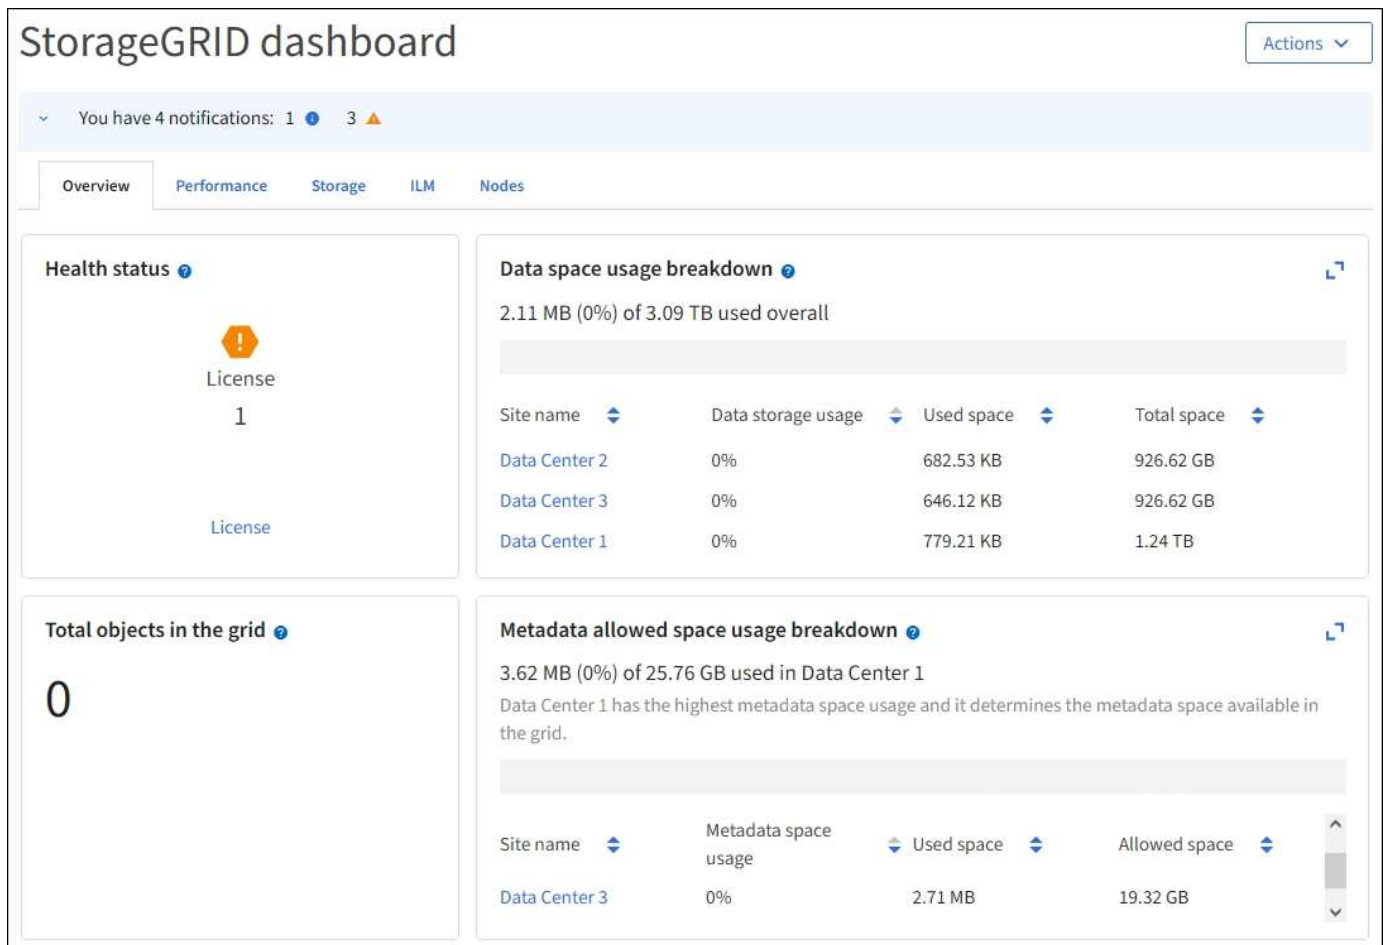 StorageGRID dashboard
Actions
You have 4 notifications: 1 3
Overview Performance Storage ILM Nodes
Health status
License
1
License
Data space usage breakdown
2.11 MB (0%) of 3.09 TB used overall
Site name Data storage usage Used space Total space
Data Center 2 0% 682.53 KB 926.62 GB
Data Center 3 0% 646.12 KB 926.62 GB
Data Center 1 0% 779.21 KB 1.24 TB
Total objects in the grid
0
Metadata allowed space usage breakdown
3.62 MB (0%) of 25.76 GB used in Data Center 1
Data Center 1 has the highest metadata space usage and it determines the metadata space available in
the grid.
Site name Metadata space usage Used space Allowed space
Data Center 3 0% 2.71 MB 19.32 GB